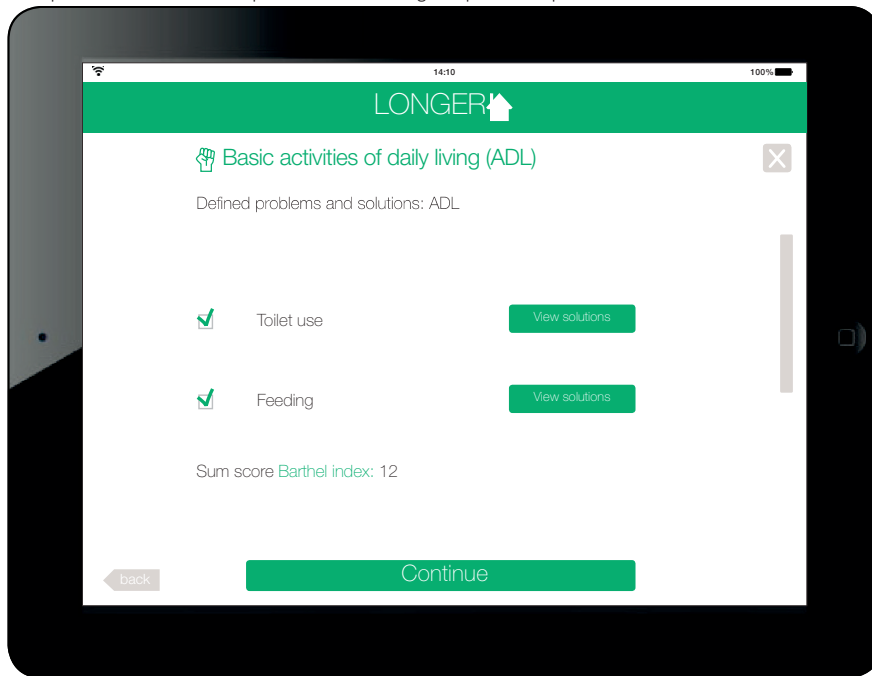 14:10
100%
LONGER
Basic activities of daily living (ADL)
Defined problems and solutions: ADL
Toilet use
View solutions
Feeding
View solutions
Sum score Barthel index: 12
back
Continue